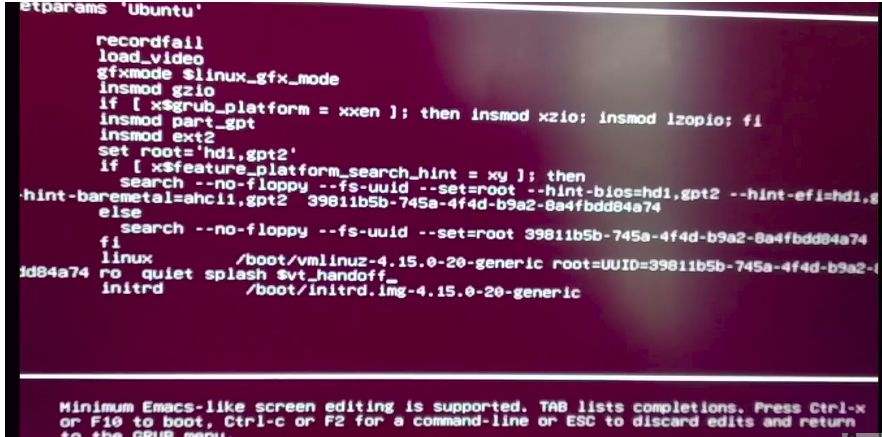 etparams 'Ubuntu'
recordfail
load_video
gfxmode $linux_gfx_mode
insmod gzio
if [ x$grub_platform = xxen ]; then insmod xzio; insmod lzopio; fi
insmod part_gpt
insmod ext2
set root='hd1,gpt2'
if [ x$feature_platform_search_hint = xy ]; then
search --no-floppy --fs-uuid --set=root --hint-bios=hd1,gpt2 --hint-efi=hd1,g
-hint-baremetal=ahci1,gpt2 39811b5b-745a-4f4d-b9a2-8a4fbdd84a74
else
search --no-floppy --fs-uuid --set=root 39811b5b-745a-4f4d-b9a2-8a4fbdd84a74
fi
linux /boot/vmlinuz-4.15.0-20-generic root=UUID=39811b5b-745a-4f4d-b9a2-8
dd84a74 ro quiet splash $vt_handoff_
initrd /boot/initrd.img-4.15.0-20-generic
Minimum Emacs-like screen editing is supported. TAB lists completions. Press Ctrl-x
or F10 to boot, Ctrl-c or F2 for a command-line or ESC to discard edits and return
to the GRUB menu.